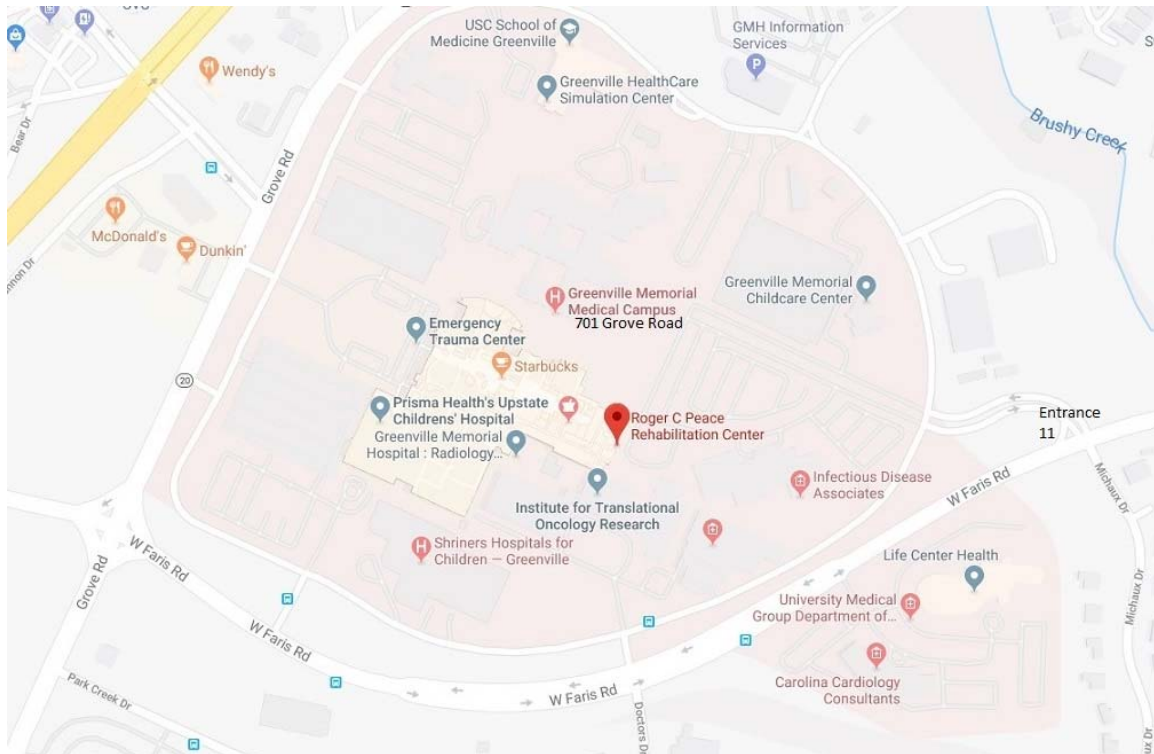 USC School of
Medicine Greenville
GMH Information
Services
P
Wendy's
Greenville HealthCare
Simulation Center
Bear Dr
Grove Rd
Brushy Creek
McDonald's
Dunkin'
Greenville Memorial
Childcare Center
H
Greenville Memorial
Medical Campus
701 Grove Road
Emergency
Trauma Center
Starbucks
20
Prisma Health's Upstate
Childrens' Hospital
Greenville Memorial
Hospital : Radiology...
Roger C Peace
Rehabilitation Center
Entrance
11
Infectious Disease
Associates
W Faris Rd
Michaux Dr
Institute for Translational
Oncology Research
H
Shriners Hospitals for
Children — Greenville
Life Center Health
W Faris Rd
Grove Rd
University Medical
Group Department of...
Michaux Dr
W Faris Rd
Carolina Cardiology
Consultants
Park Creek Dr
W Faris Rd